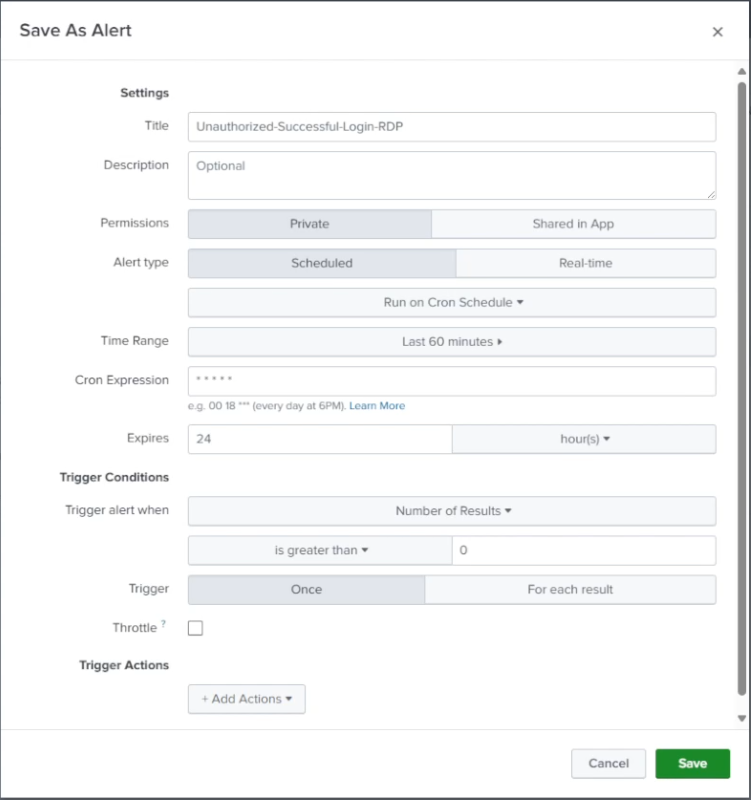 Save As Alert ×
Settings
Title Unauthorized-Successful-Login-RDP
Description Optional
Permissions Private Shared in App
Alert type Scheduled Real-time
Run on Cron Schedule
Time Range Last 60 minutes
Cron Expression * * * * *
e.g. 00 18 *** (every day at 6PM). Learn More
Expires 24 hour(s)
Trigger Conditions
Trigger alert when Number of Results
is greater than 0
Trigger Once For each result
Throttle ?
Trigger Actions
+ Add Actions
Cancel Save